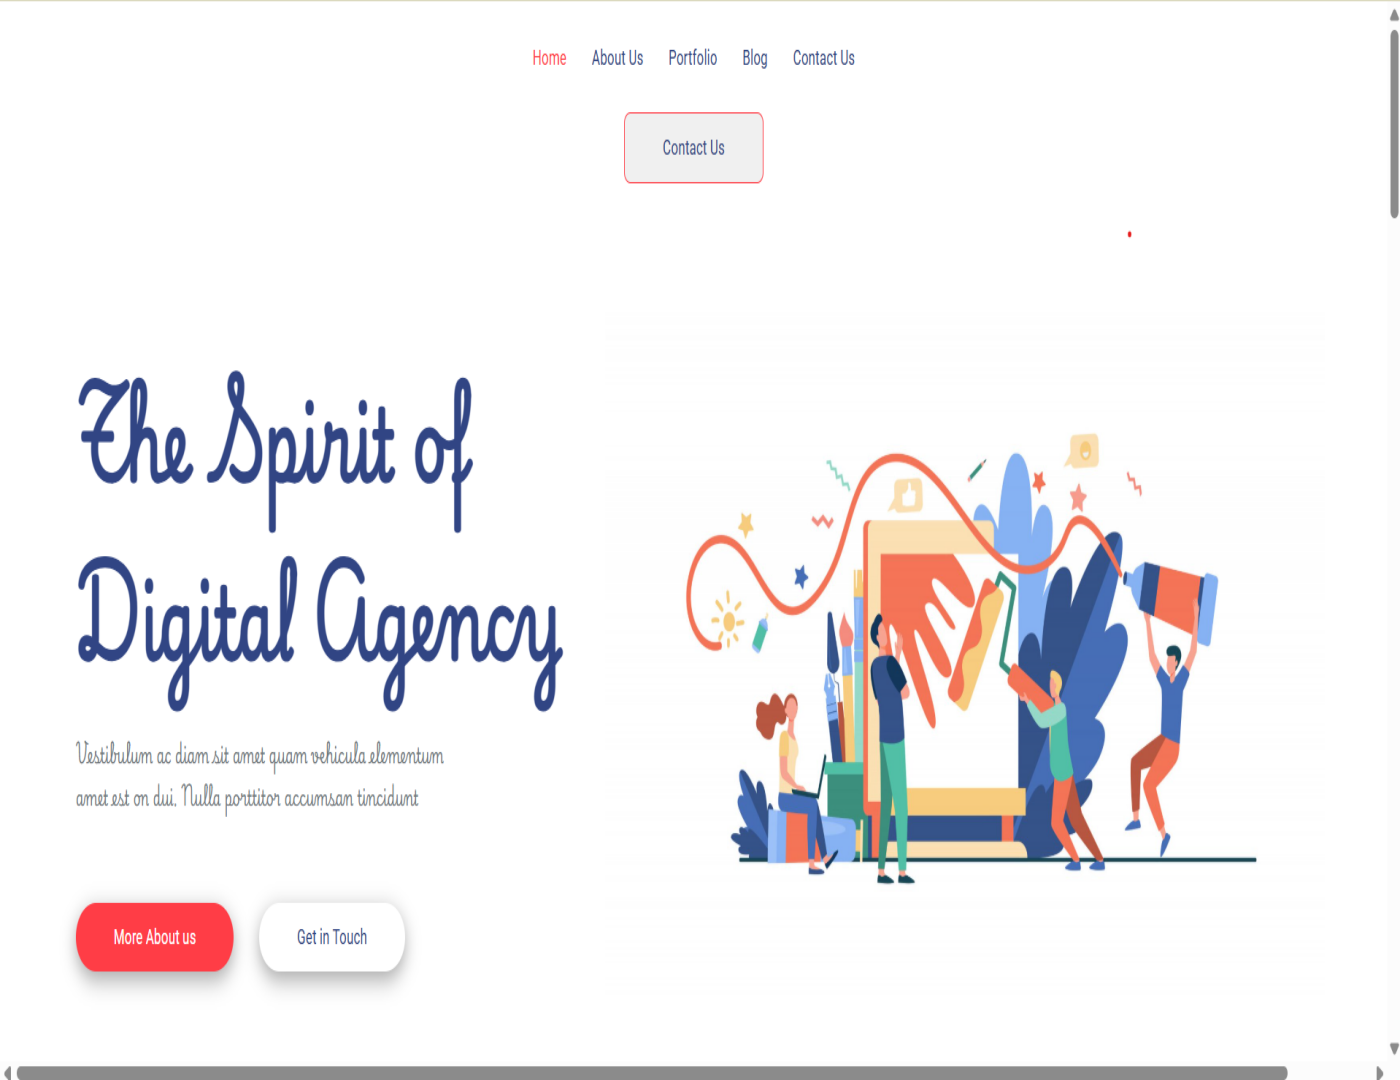 Home About Us Portfolio Blog Contact Us
Contact Us
The Spirit of
Digital Agency
Vestibulum ac diam sit amet quam vehicula elementum
amet est on dui. Nulla porttitor accumsan tincidunt
More About us
Get in Touch